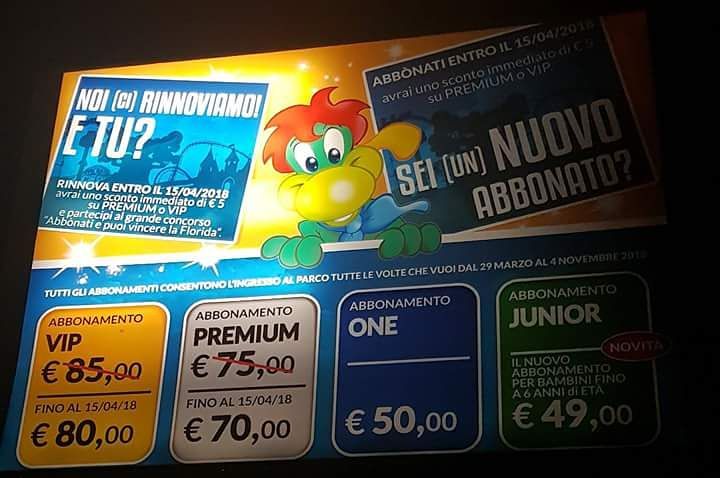 NOI (CI) RINNOVIAMO!
E TU?
RINNOVA ENTRO IL 15/04/2018
avrai uno sconto immediato di € 5
su PREMIUM o VIP
e partecipi al grande concorso
"Abbònati e puoi vincere la Florida".
ABBÒNATI ENTRO IL 15/04/2018
avrai uno sconto immediato di € 5
su PREMIUM o VIP
SEI (UN) NUOVO
ABBONATO?
TUTTI GLI ABBONAMENTI CONSENTONO L'INGRESSO AL PARCO TUTTE LE VOLTE CHE VUOI DAL 29 MARZO AL 4 NOVEMBRE 2018
ABBONAMENTO
VIP
€ 85,00
FINO AL 15/04/18
€ 80,00
ABBONAMENTO
PREMIUM
€ 75,00
FINO AL 15/04/18
€ 70,00
ABBONAMENTO
ONE
€ 50,00
ABBONAMENTO
JUNIOR
NOVITÀ
IL NUOVO
ABBONAMENTO
PER BAMBINI FINO
A 6 ANNI di ETÀ
€ 49,00